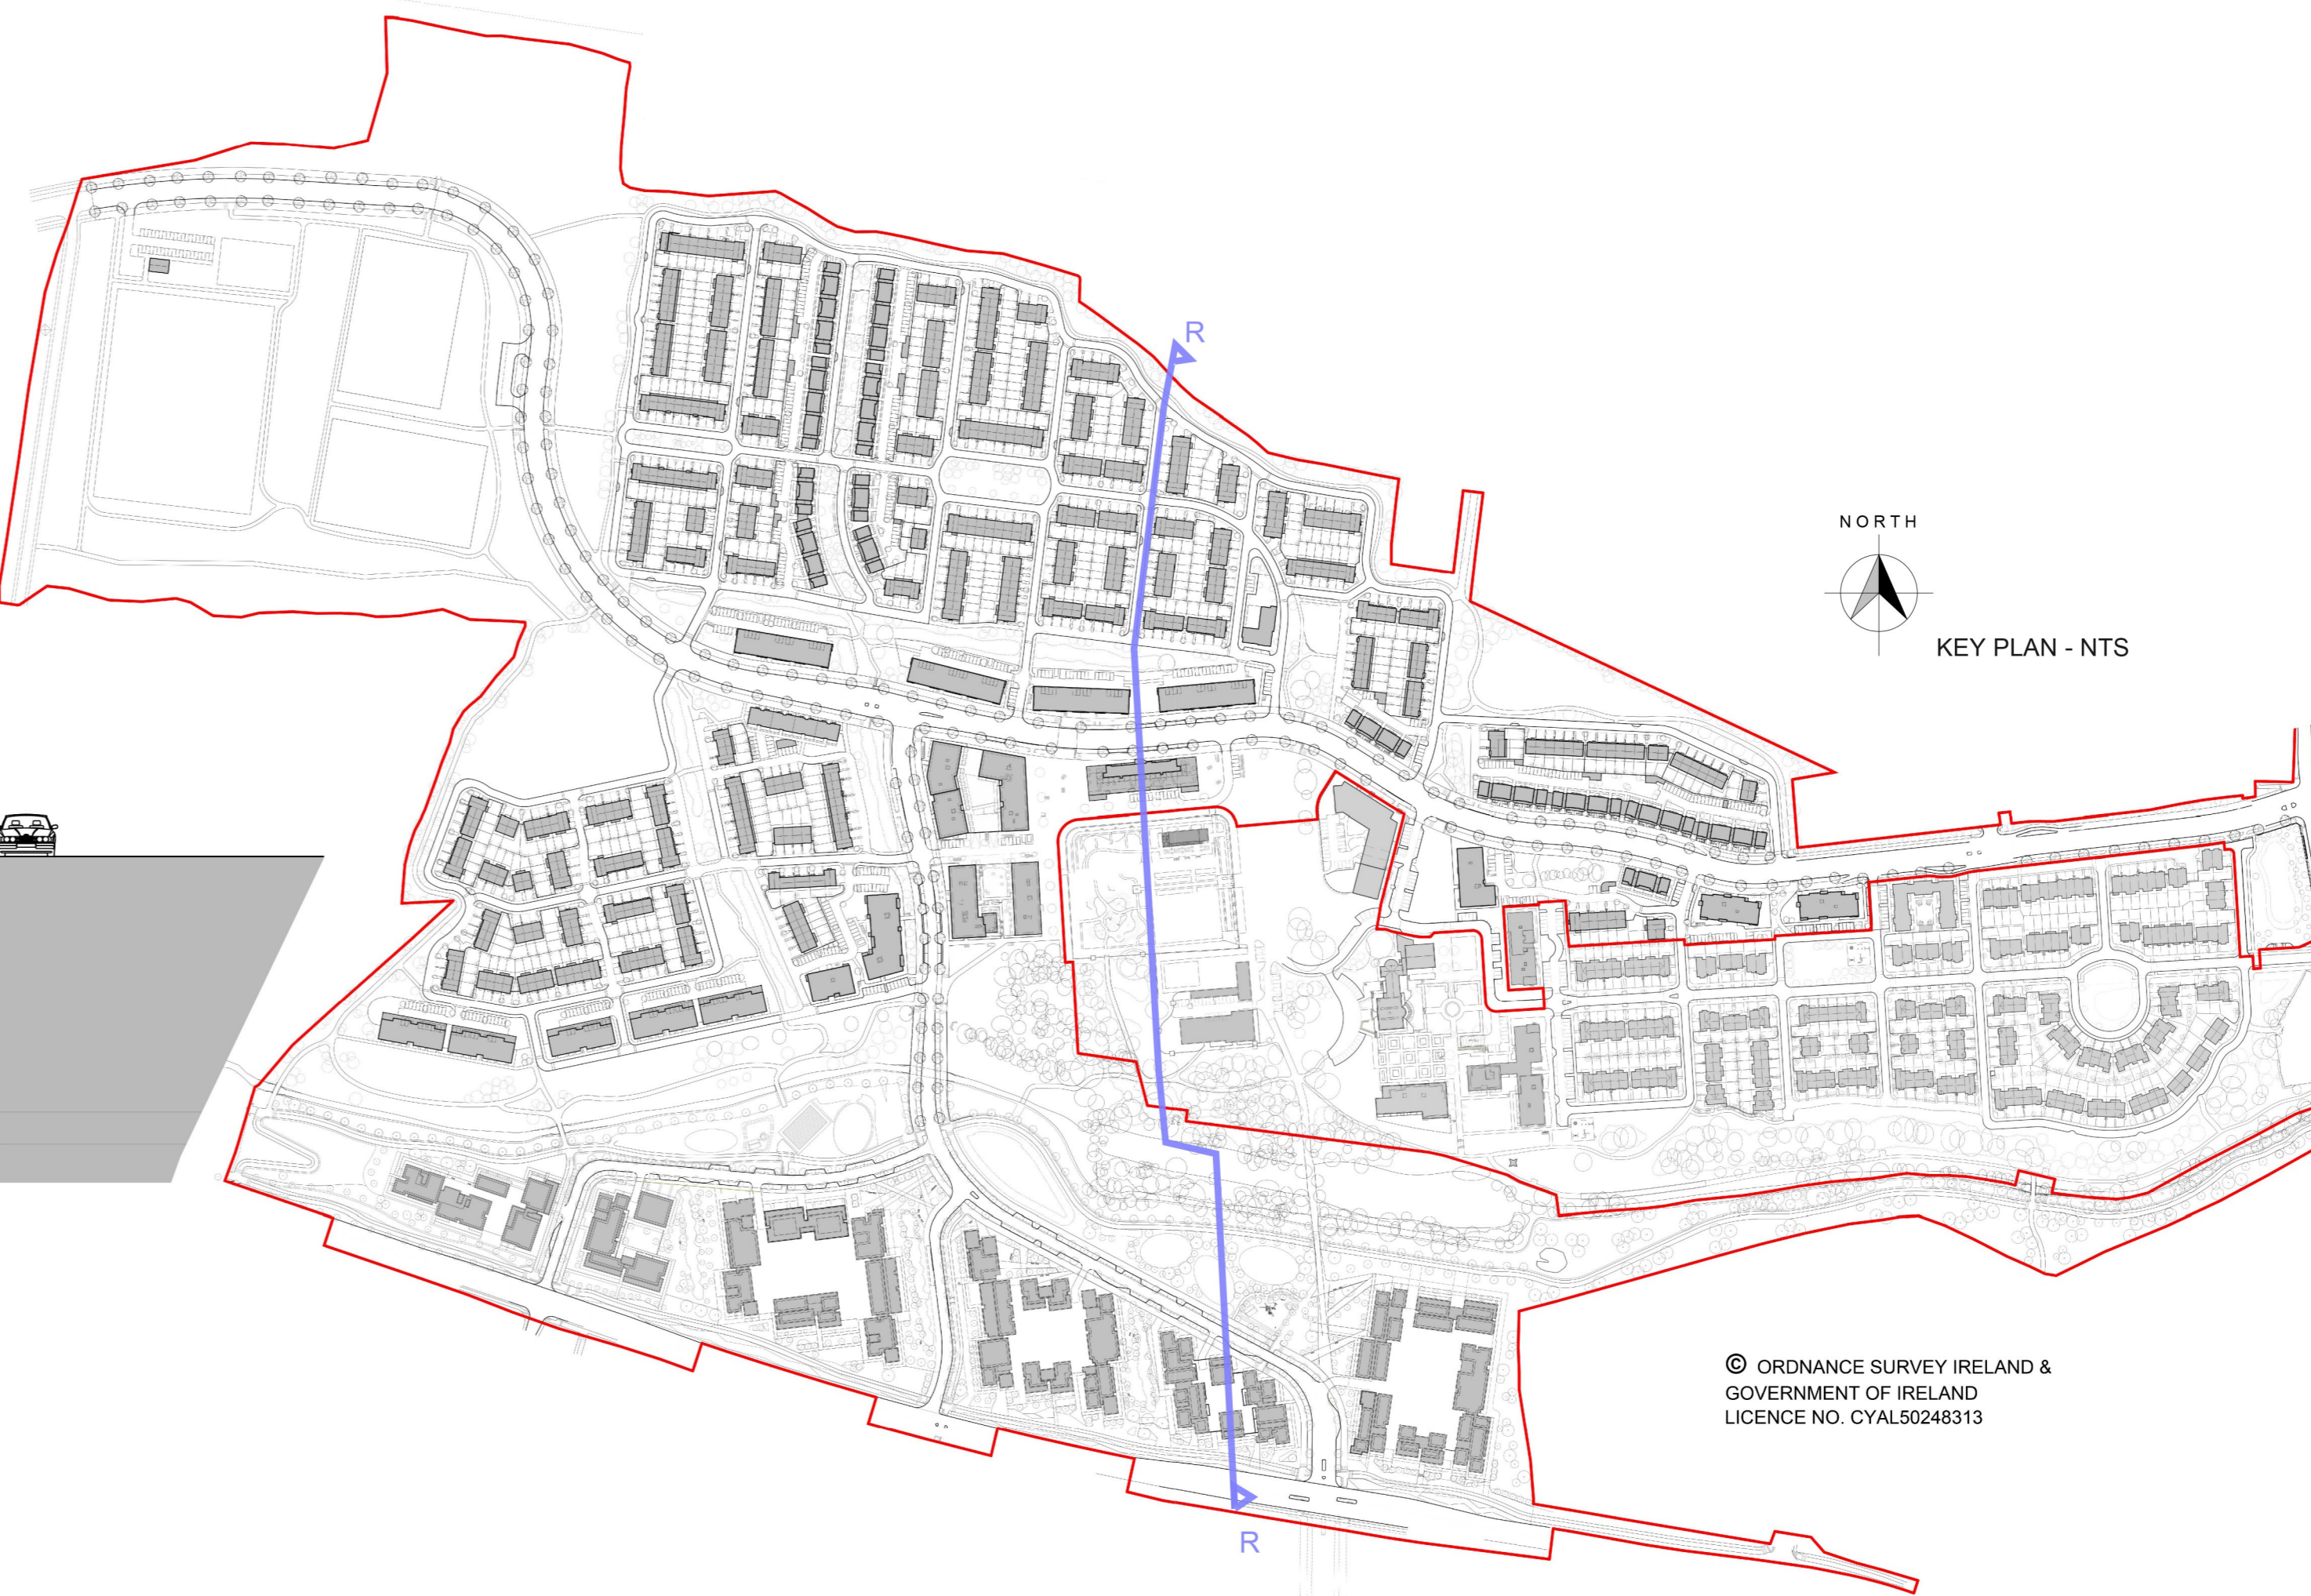 R
NORTH
KEY PLAN - NTS
© ORDNANCE SURVEY IRELAND &
GOVERNMENT OF IRELAND
LICENCE NO. CYAL50248313
R